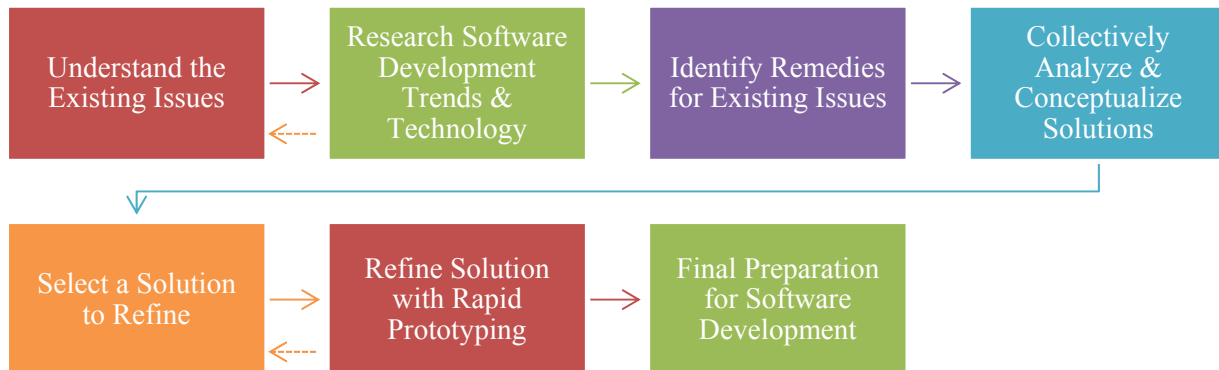 Understand the
Existing Issues
Research Software
Development
Trends &
Technology
Identify Remedies
for Existing Issues
Collectively
Analyze &
Conceptualize
Solutions
Select a Solution
to Refine
Refine Solution
with Rapid
Prototyping
Final Preparation
for Software
Development